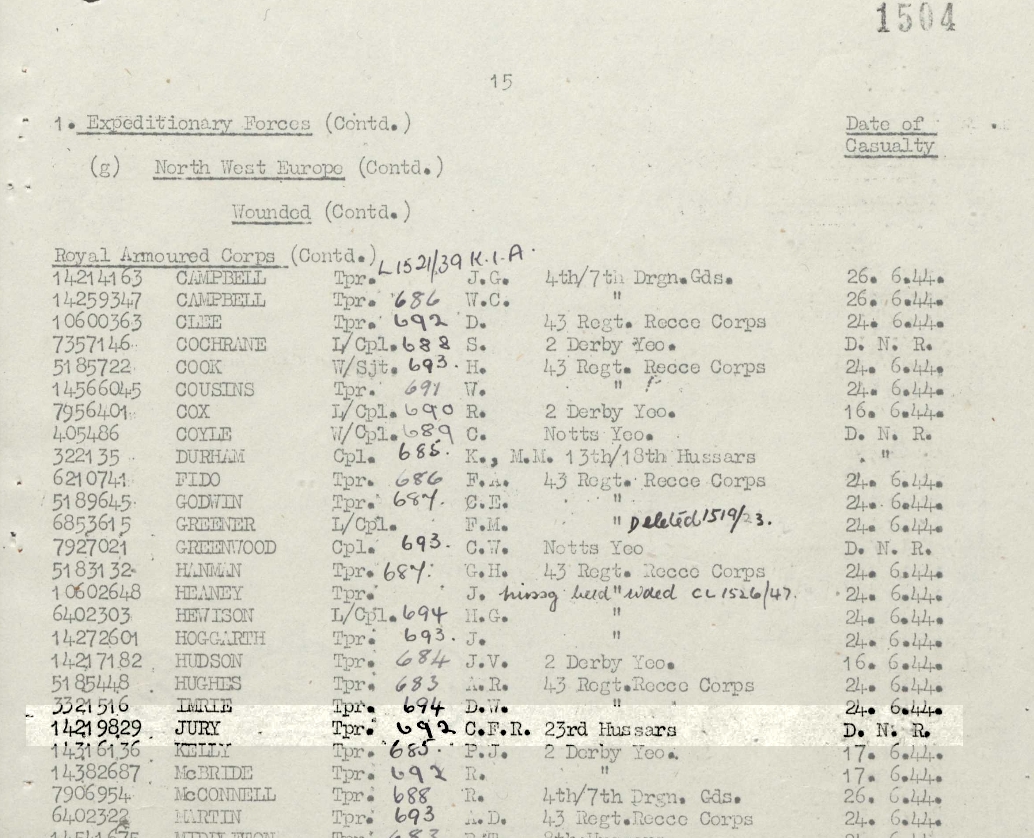 1504
15
1. Expeditionary Forces (Contd.) Date of
Casualty
(g) North West Europe (Contd.)
Wounded (Contd.)
Royal Armoured Corps (Contd.) L1521/39 K.I.A.
14214163 CAMPBELL Tpr. J.G. 4th/7th Drgn.Gds. 26. 6.44.
14259347 CAMPBELL Tpr. 686 W.C. " 26. 6.44.
10600363 CLEE Tpr. 692 D. 43 Regt. Recce Corps 24. 6.44.
7357146 COCHRANE L/Cpl. 688 S. 2 Derby Yeo. D. N. R.
5185722 COOK W/Sjt. 693. H. 43 Regt. Recce Corps 24. 6.44.
14566045 COUSINS Tpr. 691 W. " 24. 6.44.
7956401 COX L/Cpl. 690 R. 2 Derby Yeo. 16. 6.44.
405486 COYLE W/Cpl. 689 C. Notts Yeo. D. N. R.
322135 DURHAM Cpl. 685. K., M.M. 13th/18th Hussars "
6210741 FIDO Tpr. 686 43 Regt. Recce Corps 24. 6.44.
5189645 GODWIN Tpr. 687. C.E. " 24. 6.44.
6853615 GREENER L/Cpl. F.M. " Deleted 1519/23. 24. 6.44.
7927021 GREENWOOD Cpl. 693. C.W. Notts Yeo D. N. R.
5183132 HANMAN Tpr. 687. G.H. 43 Regt. Recce Corps 24. 6.44.
10602648 HEANEY Tpr. J. " CL1526/47. 24. 6.44.
6402303 HEWISON L/Cpl. 694 H.G. " 24. 6.44.
14272601 HOGGARTH Tpr. 693. J. " 24. 6.44.
14217182 HUDSON Tpr. 684 J.V. 2 Derby Yeo. 16. 6.44.
5185448 HUGHES Tpr. 683 A.R. 43 Regt.Recce Corps 24. 6.44.
3321516 IMRIE Tpr. 694 D.W. " 24. 6.44.
14219829 JURY Tpr. 692 C.F.R. 23rd Hussars D. N. R.
14316136 KELLY Tpr. 685. P.J. 2 Derby Yeo. 17. 6.44.
14382687 McBRIDE Tpr. 692 R. " 17. 6.44.
7906954 McCONNELL Tpr. 688 R. 4th/7th Drgn. Gds. 26. 6.44.
6402322 MARTIN Tpr. 693 A.D. 43 Regt. Recce Corps 24. 6.44.
14541675 MIDDLETON Tpr. 683